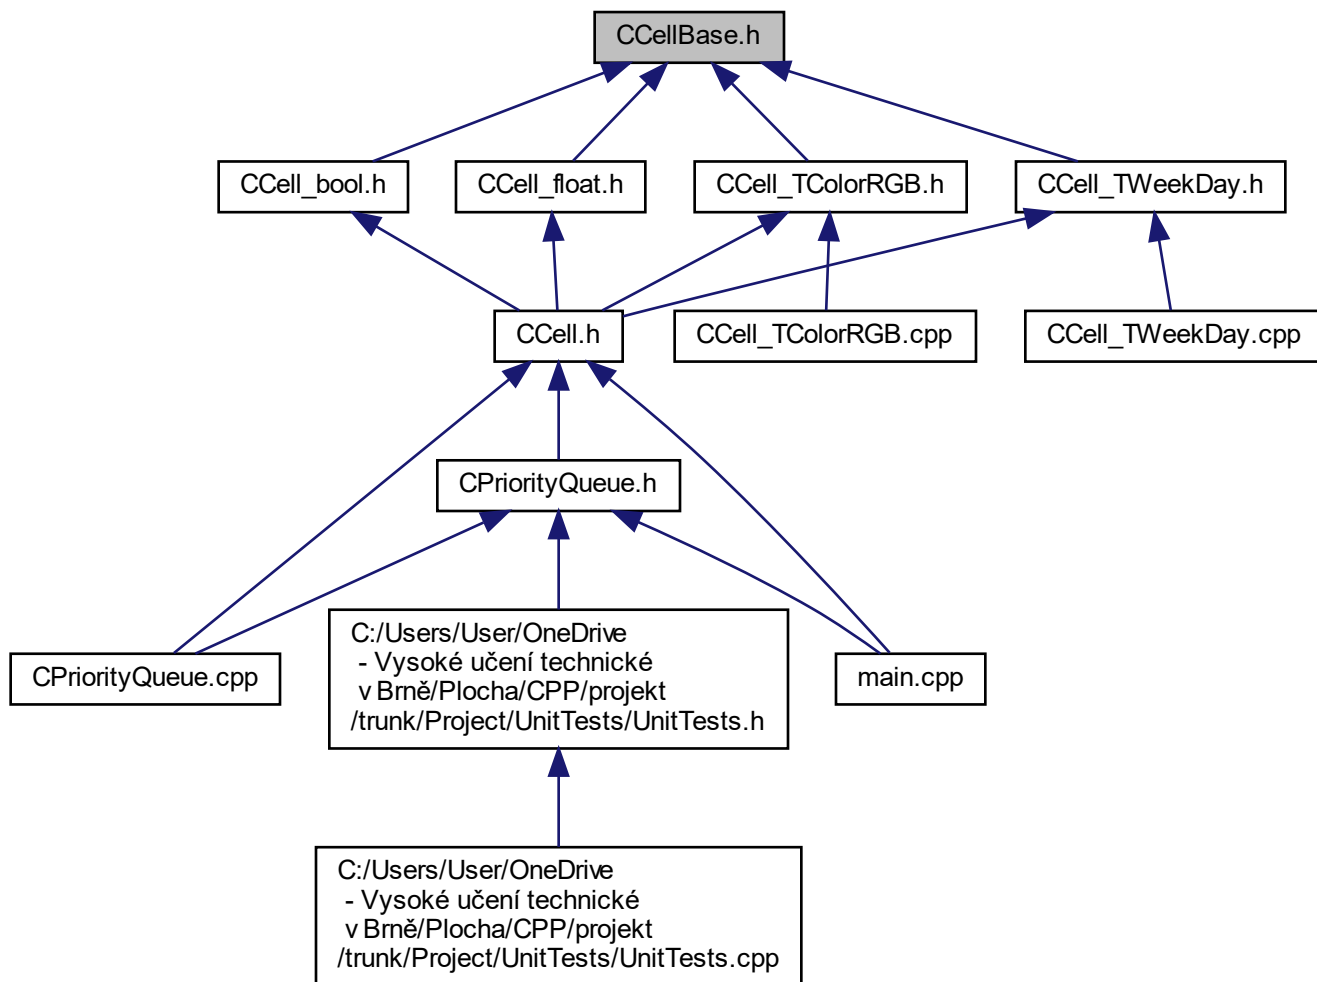 CCellBase.h
CCell_bool.h
CCell_float.h
CCell_TColorRGB.h
CCell_TWeekDay.h
CCell.h
CCell_TColorRGB.cpp
CCell_TWeekDay.cpp
CPriorityQueue.h
CPriorityQueue.cpp
C:/Users/User/OneDrive
- Vysoké učení technické
v Brně/Plocha/CPP/projekt
/trunk/Project/UnitTests/UnitTests.h
main.cpp
C:/Users/User/OneDrive
- Vysoké učení technické
v Brně/Plocha/CPP/projekt
/trunk/Project/UnitTests/UnitTests.cpp